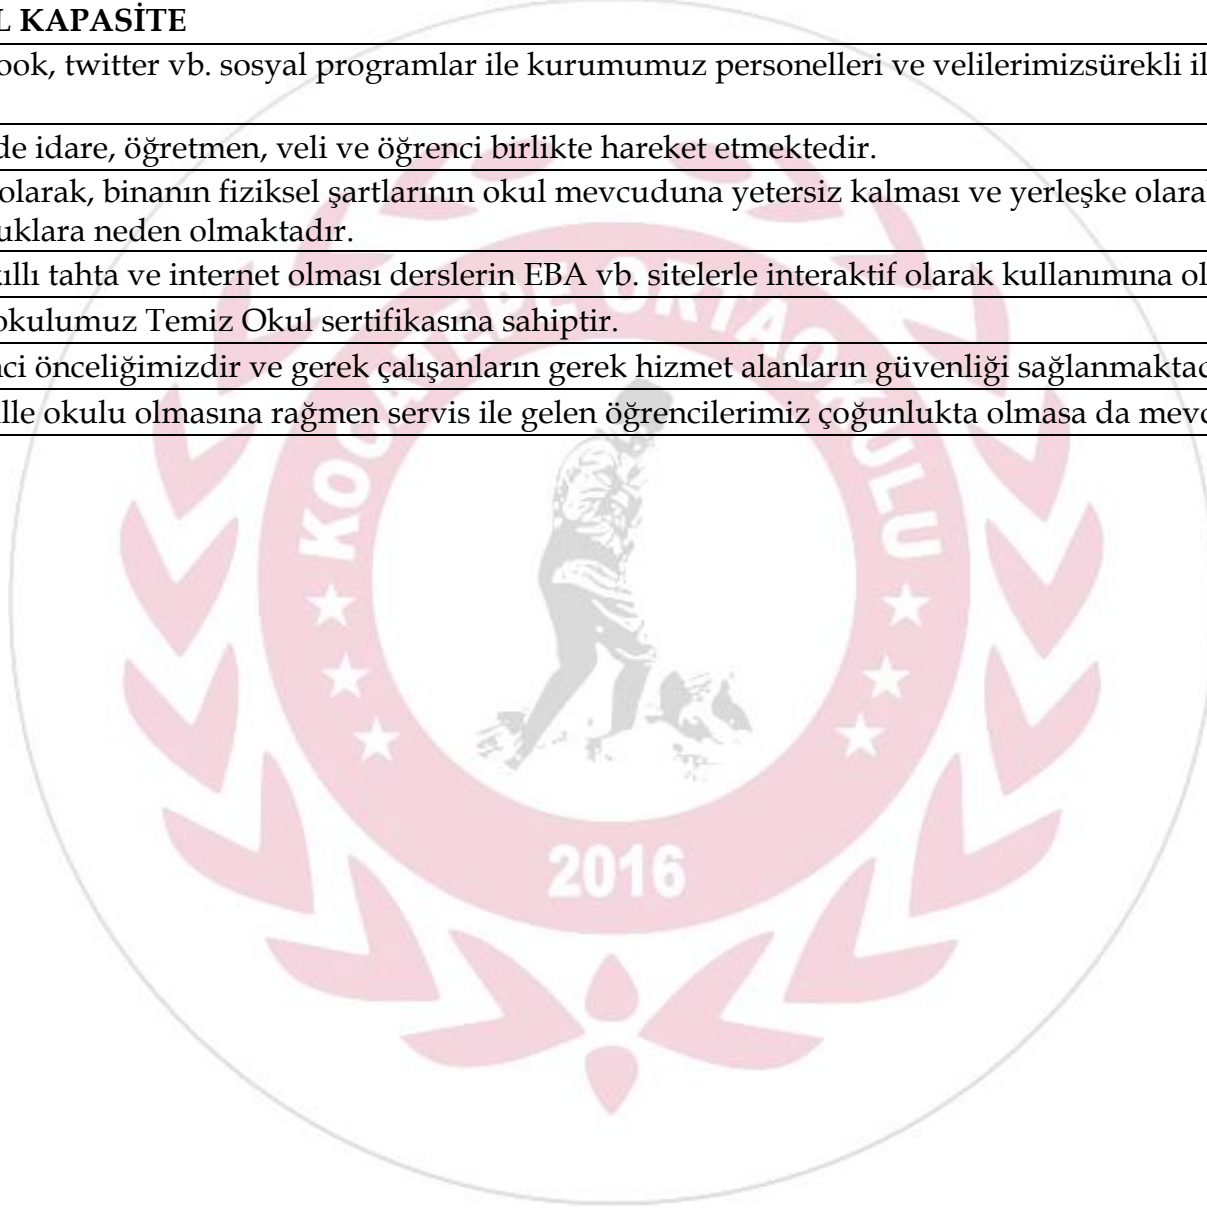 L KAPASİTE
ook, twitter vb. sosyal programlar ile kurumumuz personelleri ve velilerimizsürekli il
de idare, öğretmen, veli ve öğrenci birlikte hareket etmektedir.
olarak, binanın fiziksel şartlarının okul mevcuduna yetersiz kalması ve yerleşke olara
uklara neden olmaktadır.
ıllı tahta ve internet olması derslerin EBA vb. sitelerle interaktif olarak kullanımına ol
okulumuz Temiz Okul sertifikasına sahiptir.
ci önceliğimizdir ve gerek çalışanların gerek hizmet alanların güvenliği sağlanmaktad
lle okulu olmasına rağmen servis ile gelen öğrencilerimiz çoğunlukta olmasa da mevc
KOCATEPE ORTAOKULU
2016